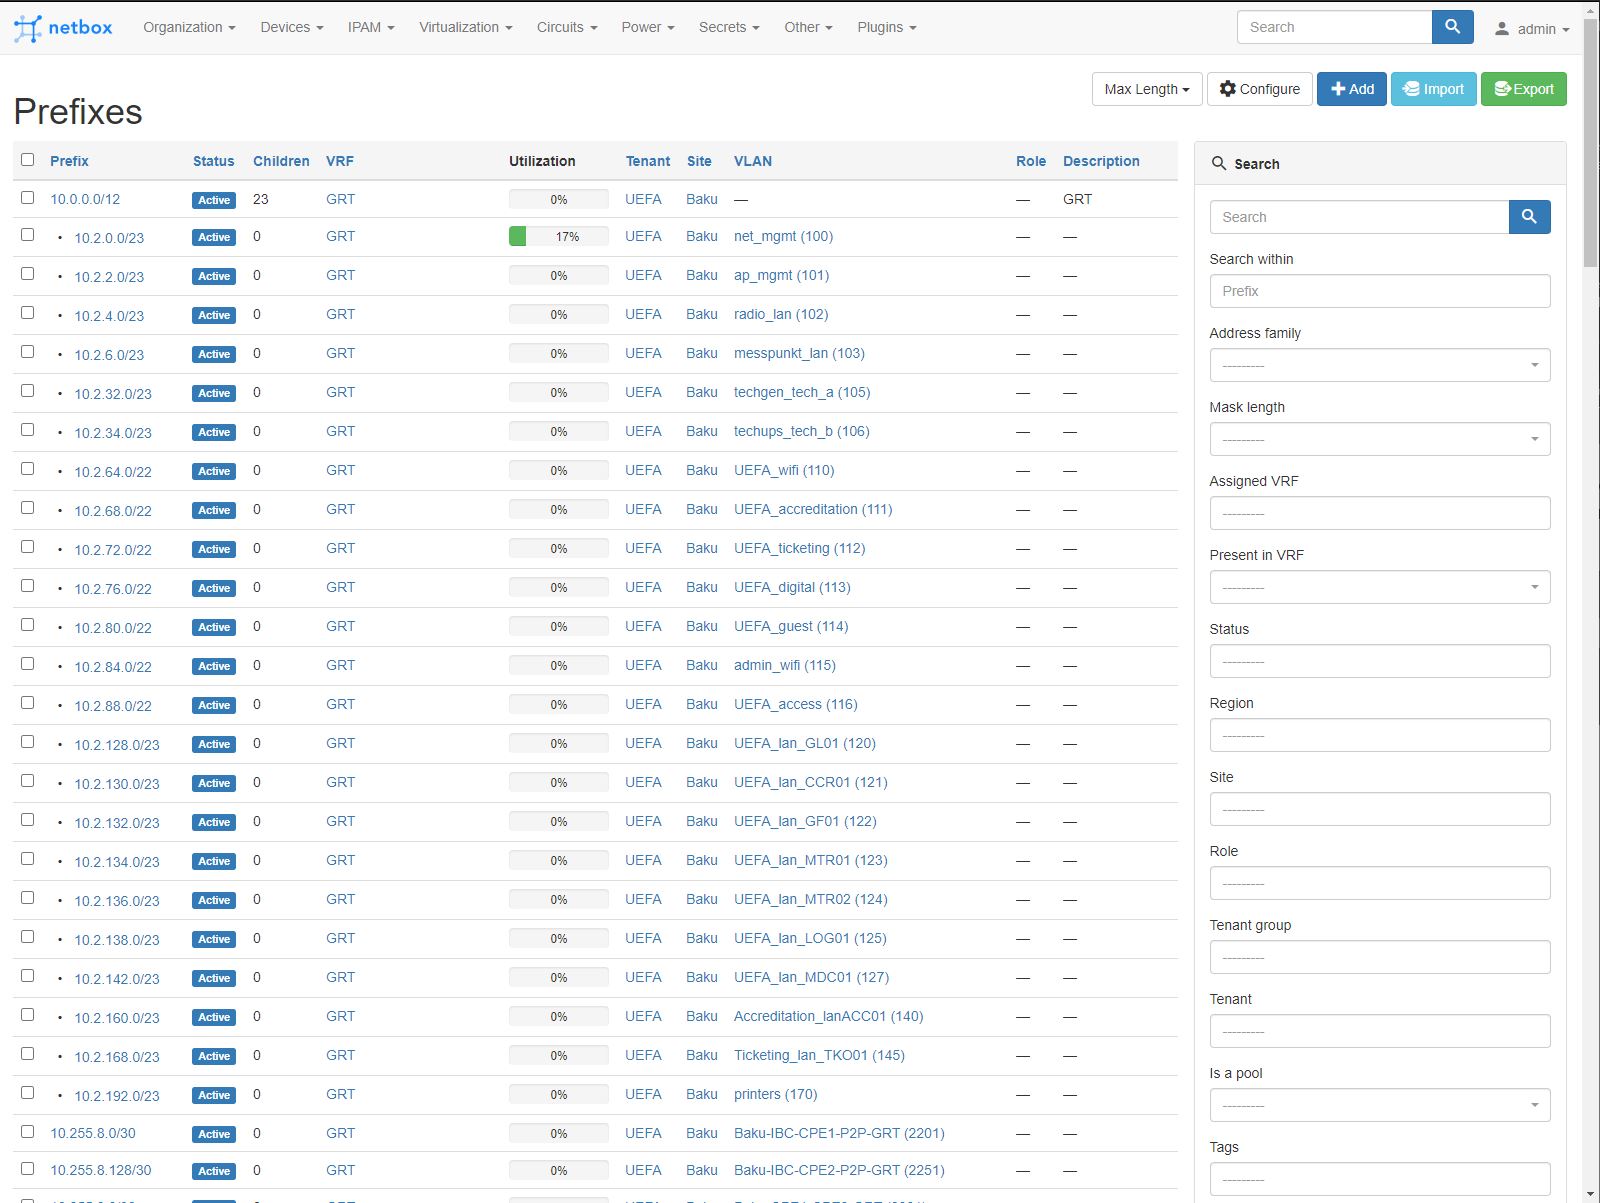 netbox Organization Devices IPAM Virtualization Circuits Power Secrets Other Plugins Search admin
Max Length Configure Add Import Export
Prefixes
Prefix Status Children VRF Utilization Tenant Site VLAN Role Description
10.0.0.0/12 Active 23 GRT 0% UEFA Baku — — GRT
• 10.2.0.0/23 Active 0 GRT 17% UEFA Baku net_mgmt (100) — —
• 10.2.2.0/23 Active 0 GRT 0% UEFA Baku ap_mgmt (101) — —
• 10.2.4.0/23 Active 0 GRT 0% UEFA Baku radio_lan (102) — —
• 10.2.6.0/23 Active 0 GRT 0% UEFA Baku messpunkt_lan (103) — —
• 10.2.32.0/23 Active 0 GRT 0% UEFA Baku techgen_tech_a (105) — —
• 10.2.34.0/23 Active 0 GRT 0% UEFA Baku techups_tech_b (106) — —
• 10.2.64.0/22 Active 0 GRT 0% UEFA Baku UEFA_wifi (110) — —
• 10.2.68.0/22 Active 0 GRT 0% UEFA Baku UEFA_accreditation (111) — —
• 10.2.72.0/22 Active 0 GRT 0% UEFA Baku UEFA_ticketing (112) — —
• 10.2.76.0/22 Active 0 GRT 0% UEFA Baku UEFA_digital (113) — —
• 10.2.80.0/22 Active 0 GRT 0% UEFA Baku UEFA_guest (114) — —
• 10.2.84.0/22 Active 0 GRT 0% UEFA Baku admin_wifi (115) — —
• 10.2.88.0/22 Active 0 GRT 0% UEFA Baku UEFA_access (116) — —
• 10.2.128.0/23 Active 0 GRT 0% UEFA Baku UEFA_lan_GL01 (120) — —
• 10.2.130.0/23 Active 0 GRT 0% UEFA Baku UEFA_lan_CCR01 (121) — —
• 10.2.132.0/23 Active 0 GRT 0% UEFA Baku UEFA_lan_GF01 (122) — —
• 10.2.134.0/23 Active 0 GRT 0% UEFA Baku UEFA_lan_MTR01 (123) — —
• 10.2.136.0/23 Active 0 GRT 0% UEFA Baku UEFA_lan_MTR02 (124) — —
• 10.2.138.0/23 Active 0 GRT 0% UEFA Baku UEFA_lan_LOG01 (125) — —
• 10.2.142.0/23 Active 0 GRT 0% UEFA Baku UEFA_lan_MDC01 (127) — —
• 10.2.160.0/23 Active 0 GRT 0% UEFA Baku Accreditation_lanACC01 (140) — —
• 10.2.168.0/23 Active 0 GRT 0% UEFA Baku Ticketing_lan_TKO01 (145) — —
• 10.2.192.0/23 Active 0 GRT 0% UEFA Baku printers (170) — —
10.255.8.0/30 Active 0 GRT 0% UEFA Baku Baku-IBC-CPE1-P2P-GRT (2201) — —
10.255.8.128/30 Active 0 GRT 0% UEFA Baku Baku-IBC-CPE2-P2P-GRT (2251) — —
Search
Search
Search within
Prefix
Address family
---------
Mask length
---------
Assigned VRF
---------
Present in VRF
---------
Status
---------
Region
---------
Site
---------
Role
---------
Tenant group
---------
Tenant
---------
Is a pool
---------
Tags
---------